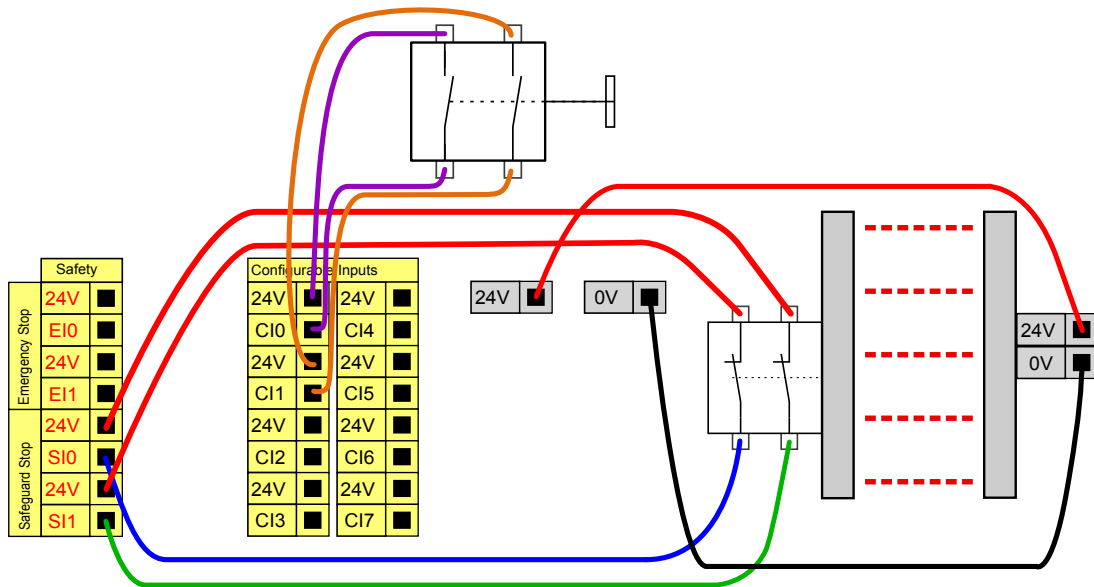 Safety
Emergency Stop
24V
EI0
24V
EI1
Safeguard Stop
24V
SI0
24V
SI1
Configurable Inputs
24V 24V
CI0 CI4
24V 24V
CI1 CI5
24V 24V
CI2 CI6
24V 24V
CI3 CI7
24V
0V
24V
0V